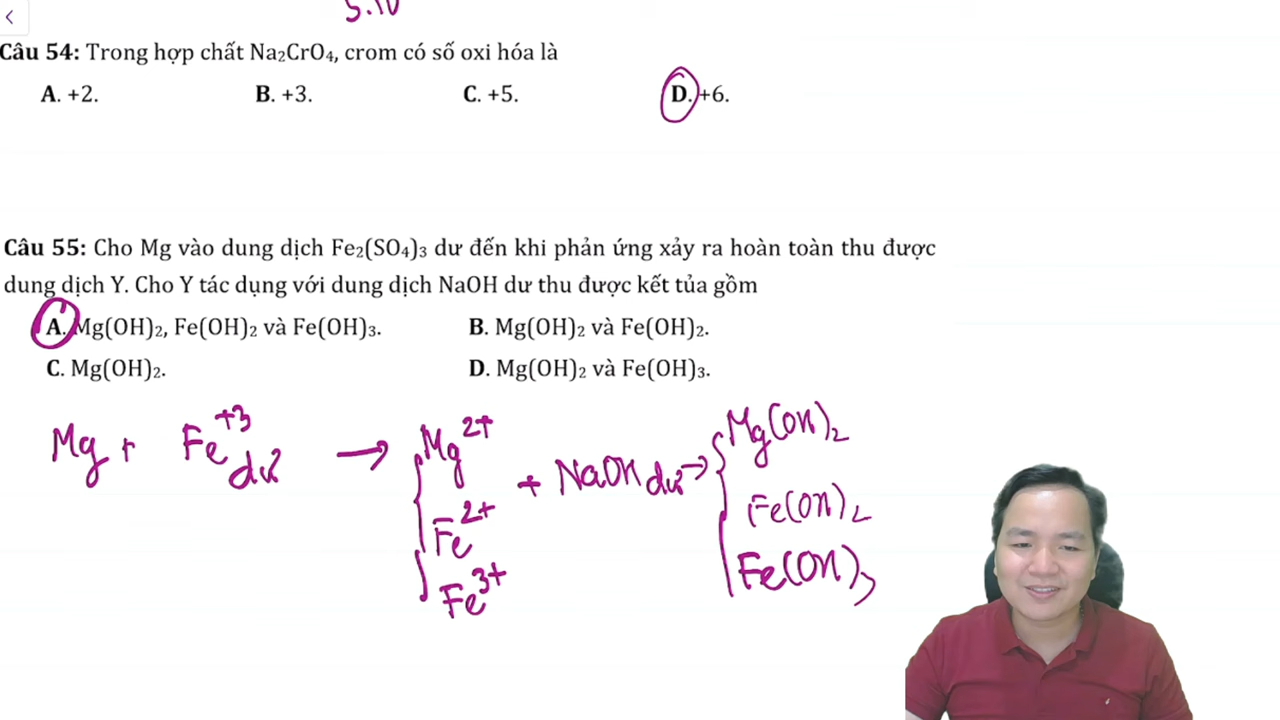 5.10
Câu 54: Trong hợp chất Na₂CrO₄, crom có số oxi hóa là
A. +2. B. +3. C. +5. D. +6.
Câu 55: Cho Mg vào dung dịch Fe₂(SO₄)₃ dư đến khi phản ứng xảy ra hoàn toàn thu được
dung dịch Y. Cho Y tác dụng với dung dịch NaOH dư thu được kết tủa gồm
A. Mg(OH)₂, Fe(OH)₂ và Fe(OH)₃. B. Mg(OH)₂ và Fe(OH)₂.
C. Mg(OH)₂. D. Mg(OH)₂ và Fe(OH)₃.
Mg + Fe⁺³ dư → Mg²⁺ + NaOH dư → Mg(OH)₂
Fe²⁺ Fe(OH)₂
Fe³⁺ Fe(OH)₃